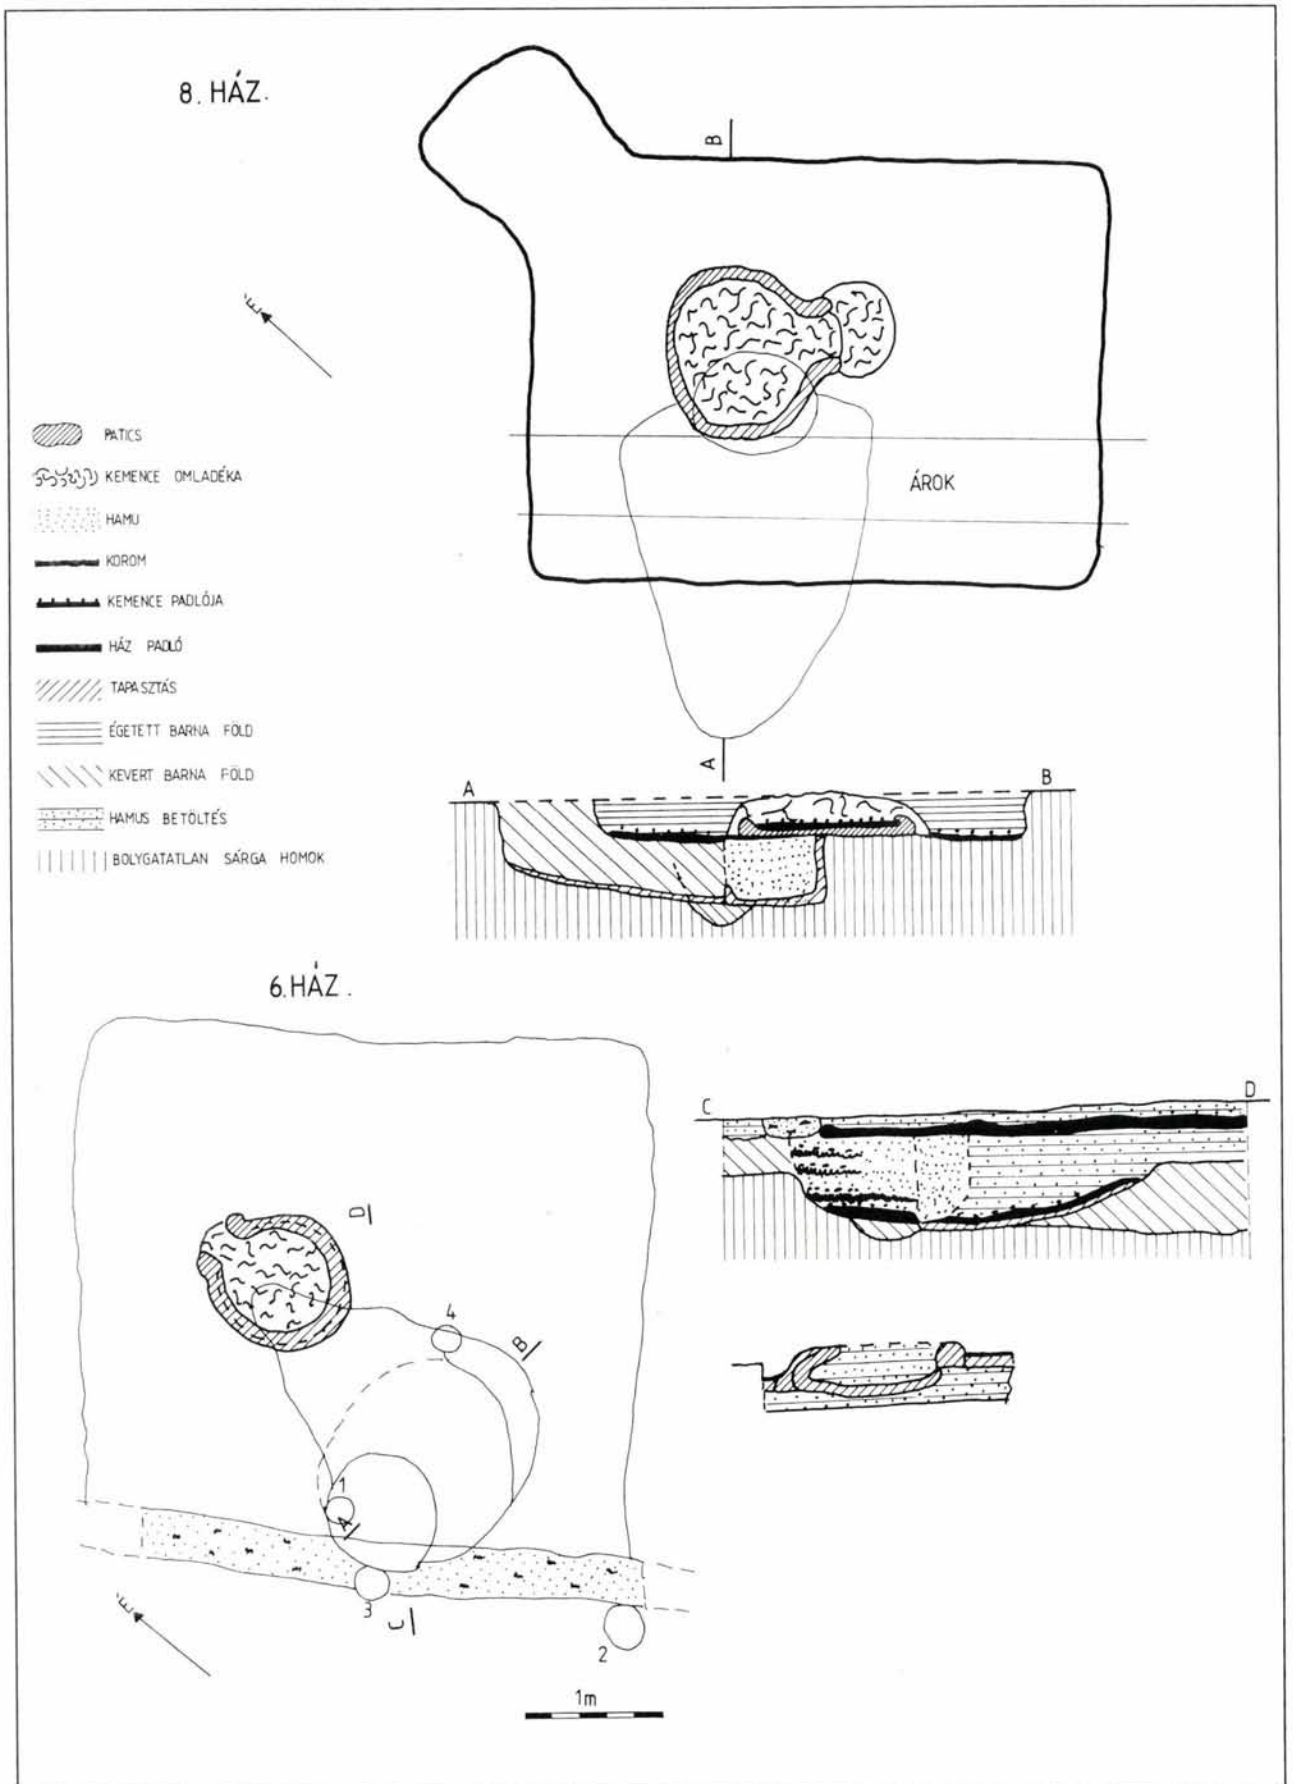 8. HÁZ.
B
É
PATICS
KEMENCE OMLADÉKA
HAMU
KOROM
KEMENCE PADLÓJA
HÁZ PADLÓ
TAPASZTÁS
ÉGETETT BARNA FÖLD
KEVERT BARNA FÖLD
HAMUS BETÖLTÉS
BOLYGATATLAN SÁRGA HOMOK
ÁROK
A
A
B
6. HÁZ.
C
D
D
4
B
1
A
3
C
2
É
1m